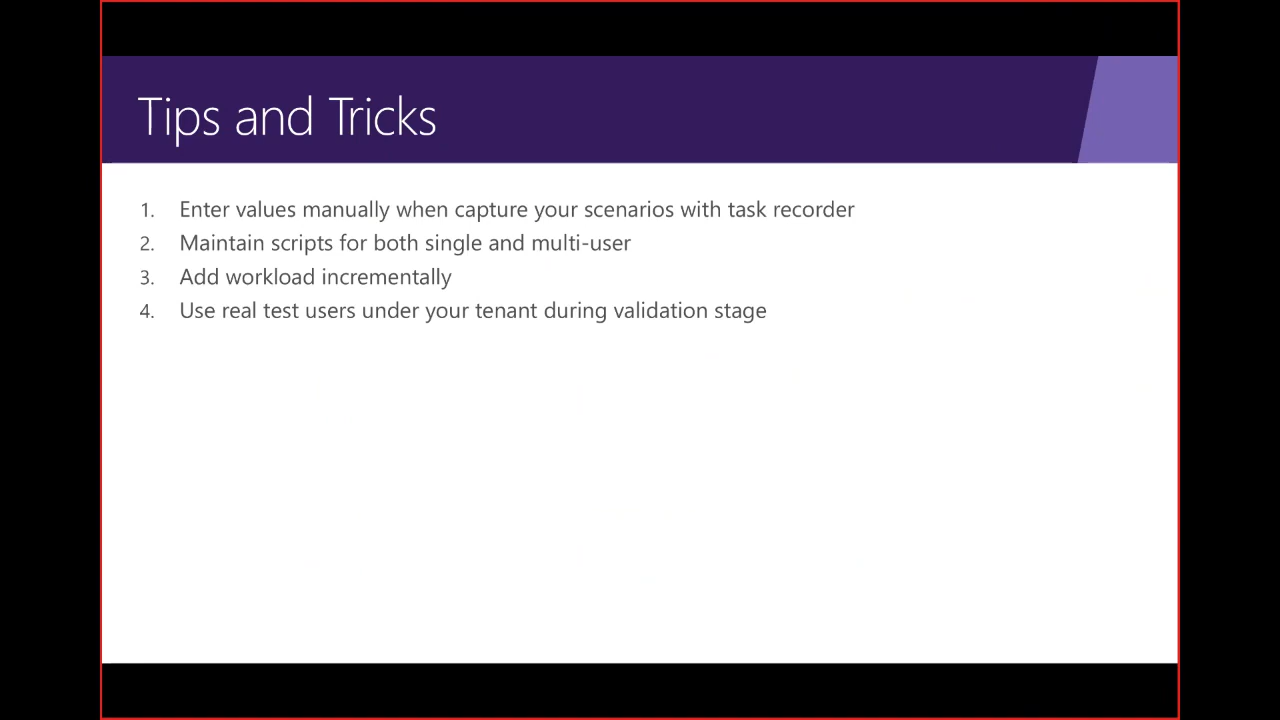 Tips and Tricks
1. Enter values manually when capture your scenarios with task recorder
2. Maintain scripts for both single and multi-user
3. Add workload incrementally
4. Use real test users under your tenant during validation stage